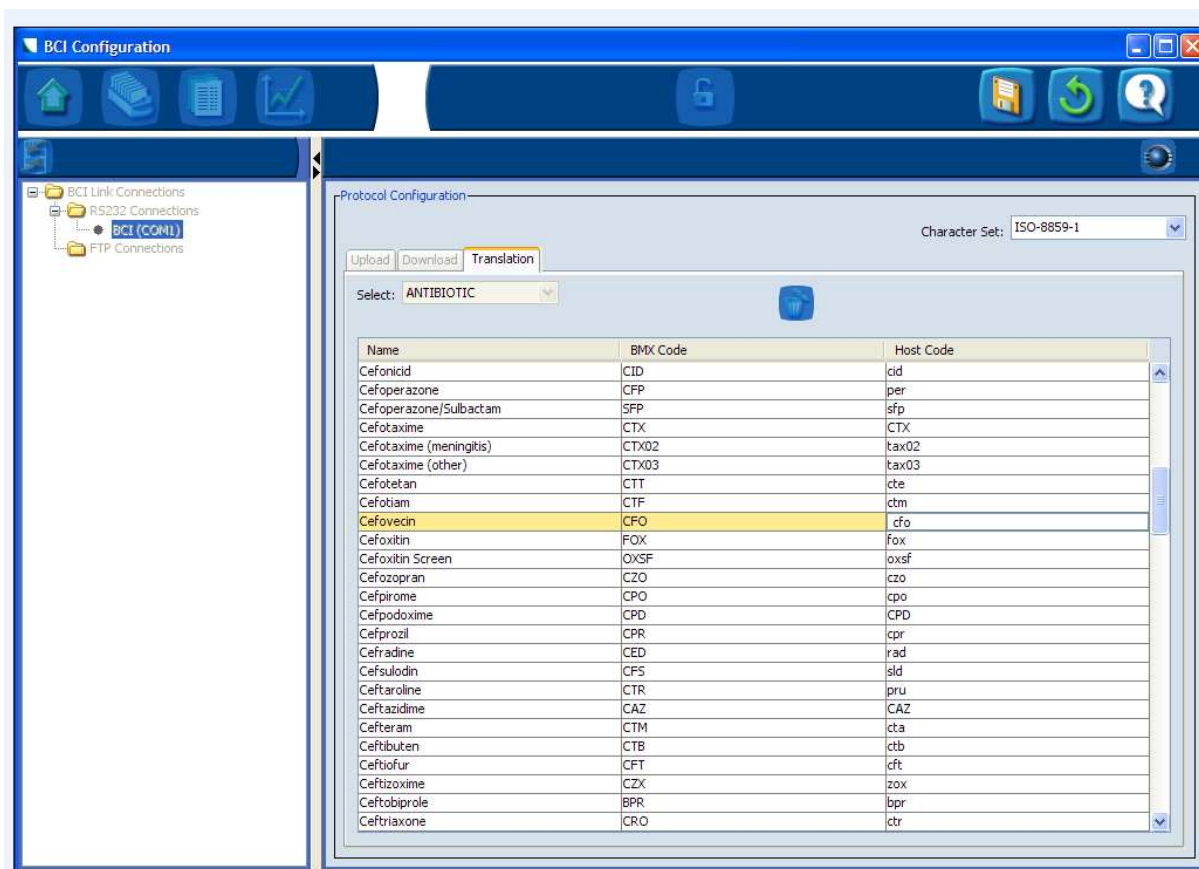 BCI Configuration
BCI Link Connections
RS232 Connections
BCI (COM1)
FTP Connections
Protocol Configuration
Character Set: ISO-8859-1
Upload Download Translation
Select: ANTIBIOTIC
Name BMX Code Host Code
Cefonicid CID cid
Cefoperazone CFP per
Cefoperazone/Sulbactam SFP sfp
Cefotaxime CTX CTX
Cefotaxime (meningitis) CTX02 tax02
Cefotaxime (other) CTX03 tax03
Cefotetan CTT cte
Cefotiam CTF ctm
Cefovecin CFO cfo
Cefoxitin FOX fox
Cefoxitin Screen OXSF oxsf
Cefozopran CZO czo
Cefpirome CPO cpo
Cefpodoxime CPD CPD
Cefprozil CPR cpr
Cefradine CED rad
Cefsulodin CFS sld
Ceftaroline CTR pru
Ceftazidime CAZ CAZ
Cefteram CTM cta
Ceftibuten CTB ctb
Ceftiofur CFT cft
Ceftizoxime CZX zox
Ceftobiprole BPR bpr
Ceftriaxone CRO ctr